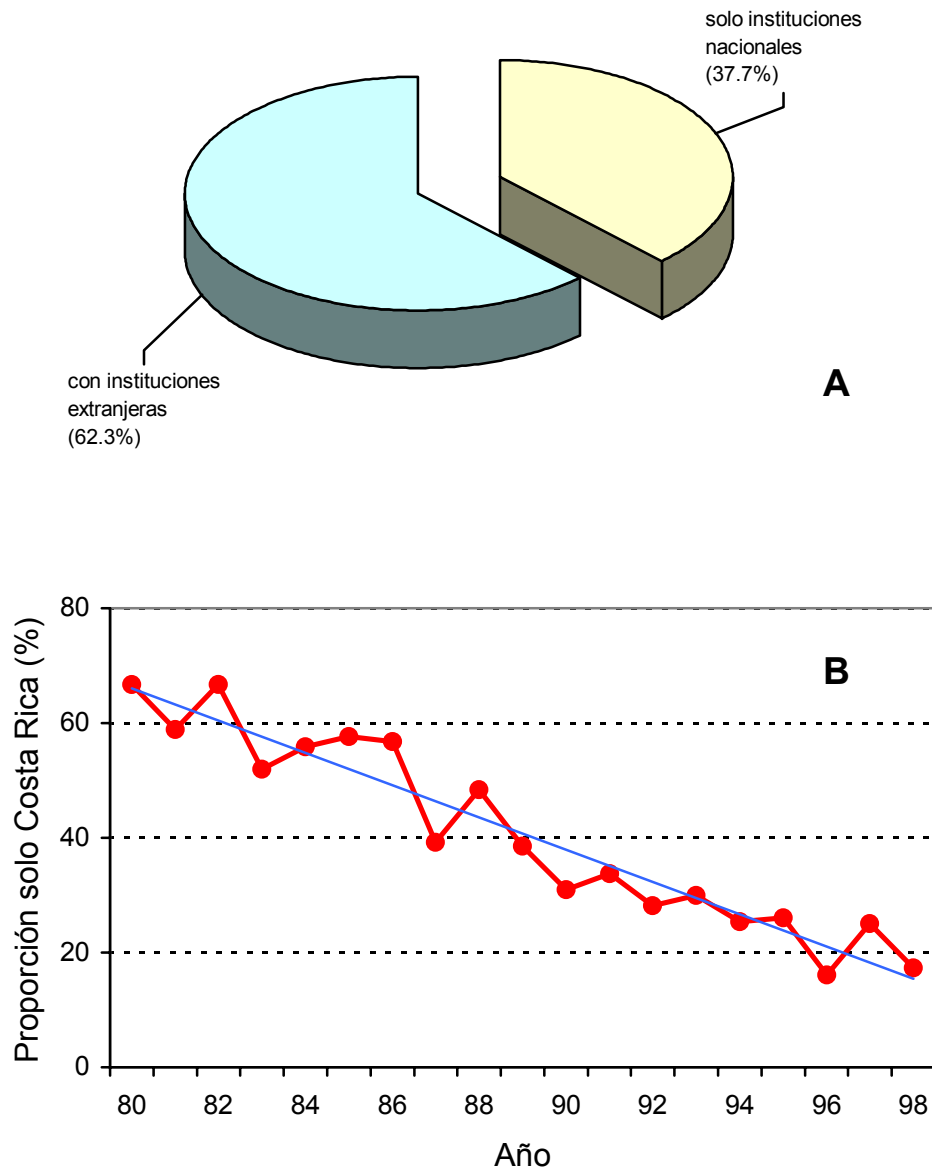 solo instituciones
nacionales
(37.7%)
con instituciones
extranjeras
(62.3%)
A
B
Proporción solo Costa Rica (%)
80
60
40
20
0
80 82 84 86 88 90 92 94 96 98
Año